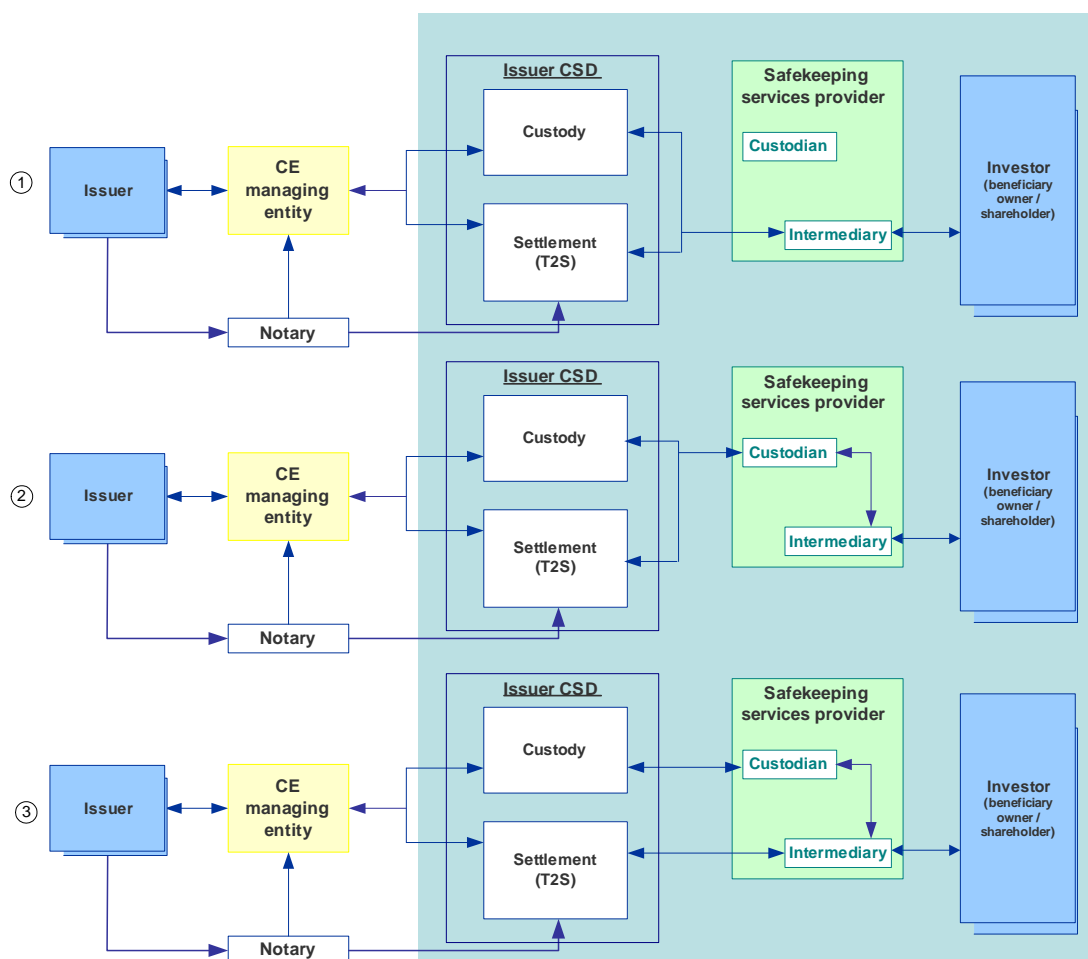 Issuer CSD
Safekeeping
services provider
Custody
Custodian
①
Issuer
CE
managing
entity
Investor
(beneficiary
owner /
shareholder)
Settlement
(T2S)
Intermediary
Notary
Issuer CSD
Safekeeping
services provider
Custody
Custodian
②
Issuer
CE
managing
entity
Investor
(beneficiary
owner /
shareholder)
Settlement
(T2S)
Intermediary
Notary
Issuer CSD
Safekeeping
services provider
Custody
Custodian
③
Issuer
CE
managing
entity
Investor
(beneficiary
owner /
shareholder)
Settlement
(T2S)
Intermediary
Notary